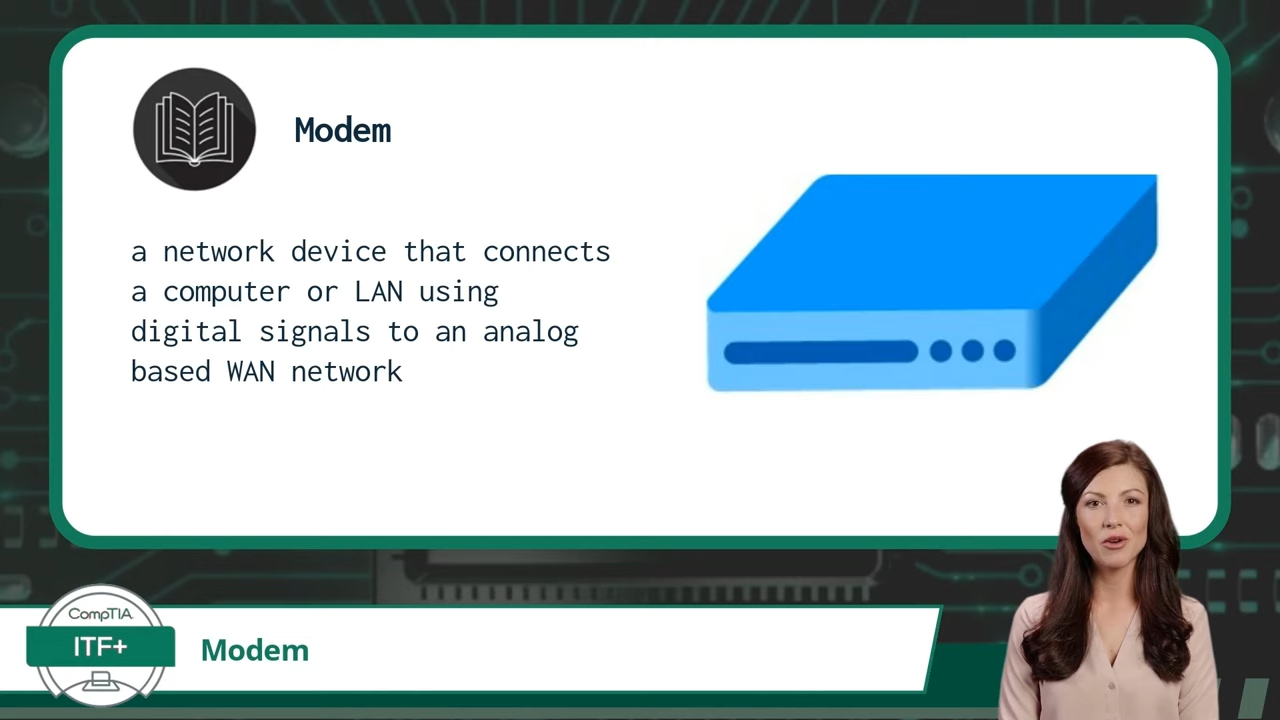 Modem
a network device that connects
a computer or LAN using
digital signals to an analog
based WAN network
CompTIA
ITF+
Modem